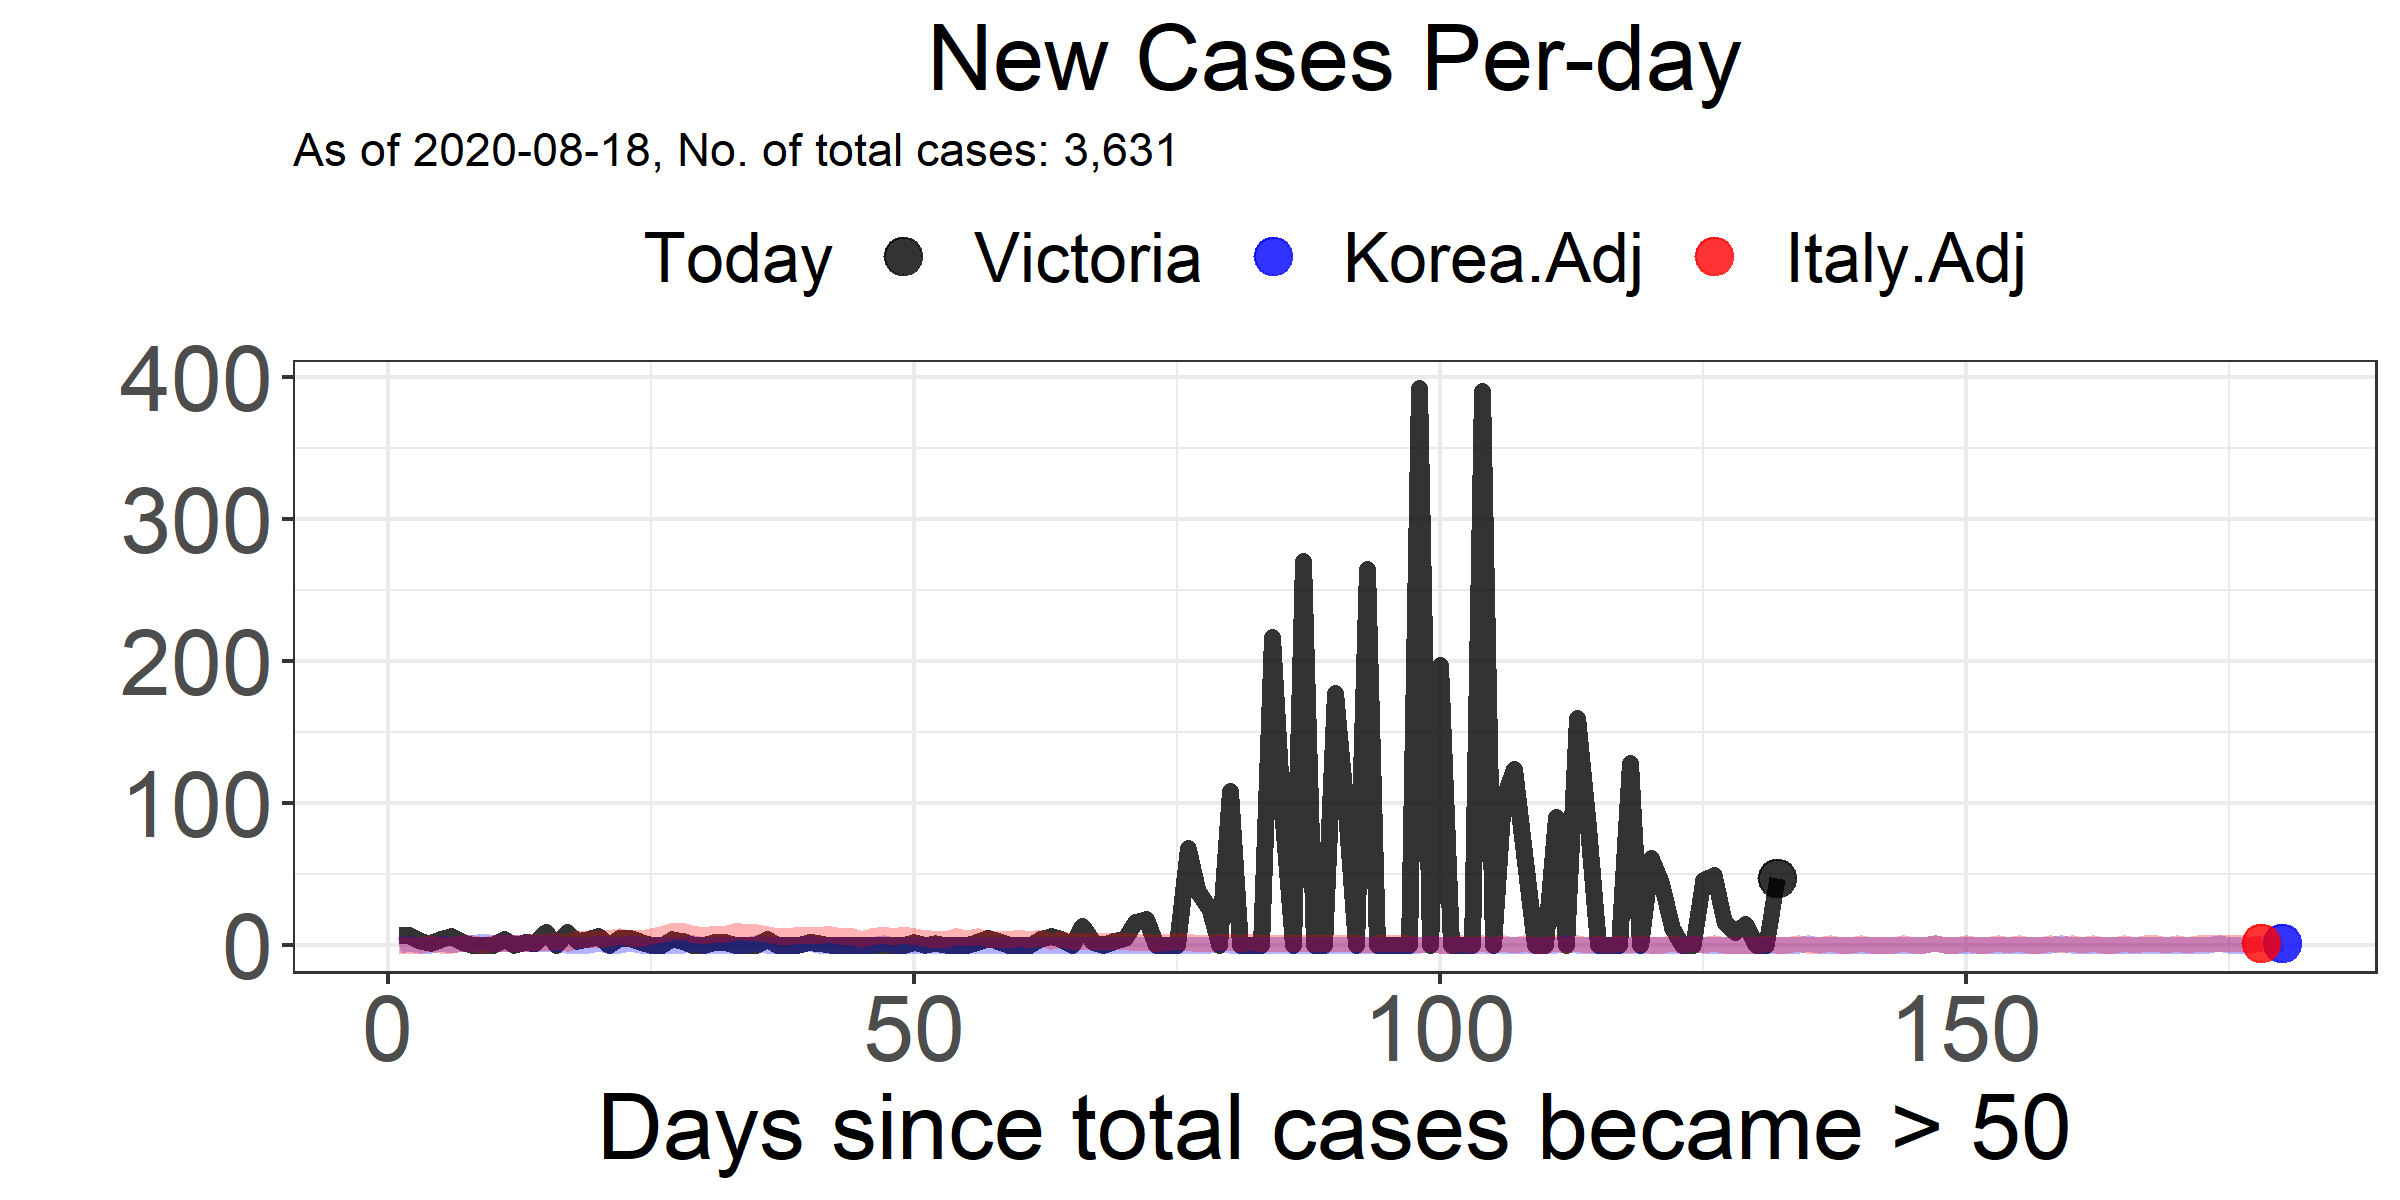 New Cases Per-day
As of 2020-08-18, No. of total cases: 3,631
Today Victoria Korea.Adj Italy.Adj
400
300
200
100
0
0 50 100 150
Days since total cases became > 50